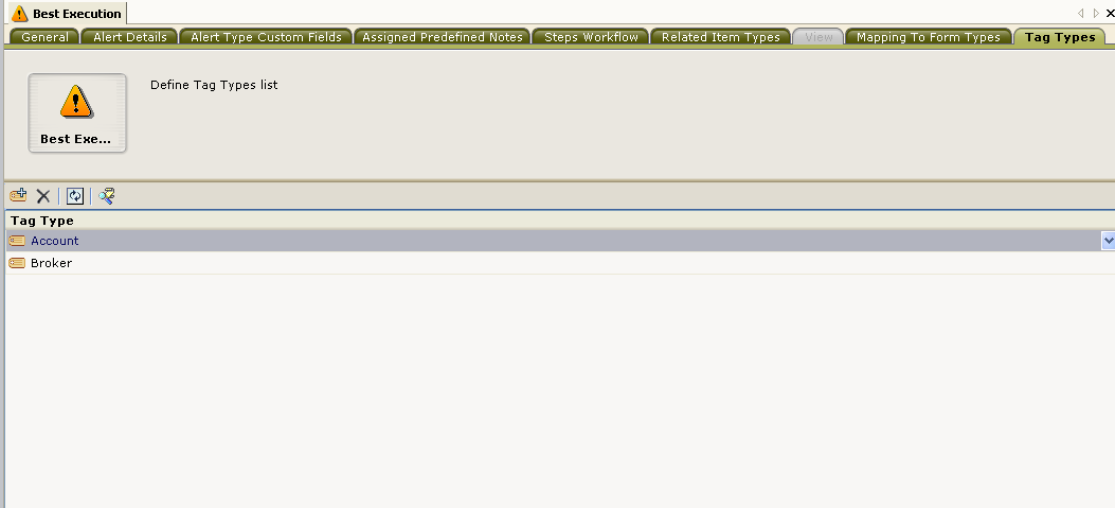 Best Execution
General Alert Details Alert Type Custom Fields Assigned Predefined Notes Steps Workflow Related Item Types View Mapping To Form Types Tag Types
Define Tag Types list
Best Exe...
Tag Type
Account
Broker